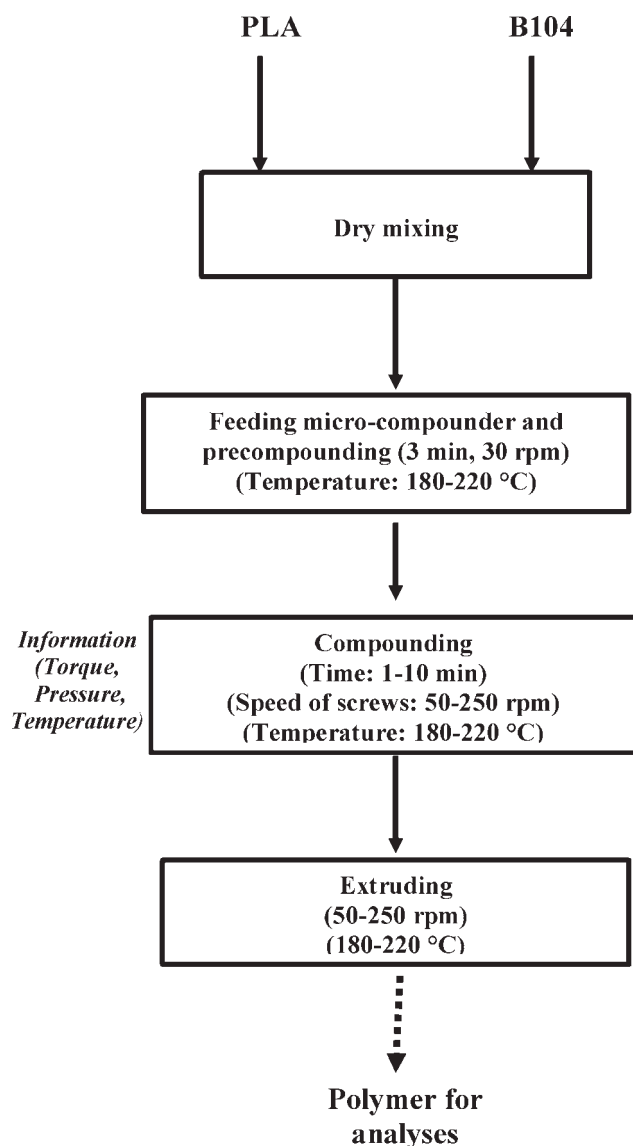 PLA
B104
Dry mixing
Feeding micro-compounder and
precompounding (3 min, 30 rpm)
(Temperature: 180-220 °C)
Information
(Torque,
Pressure,
Temperature)
Compounding
(Time: 1-10 min)
(Speed of screws: 50-250 rpm)
(Temperature: 180-220 °C)
Extruding
(50-250 rpm)
(180-220 °C)
Polymer for
analyses